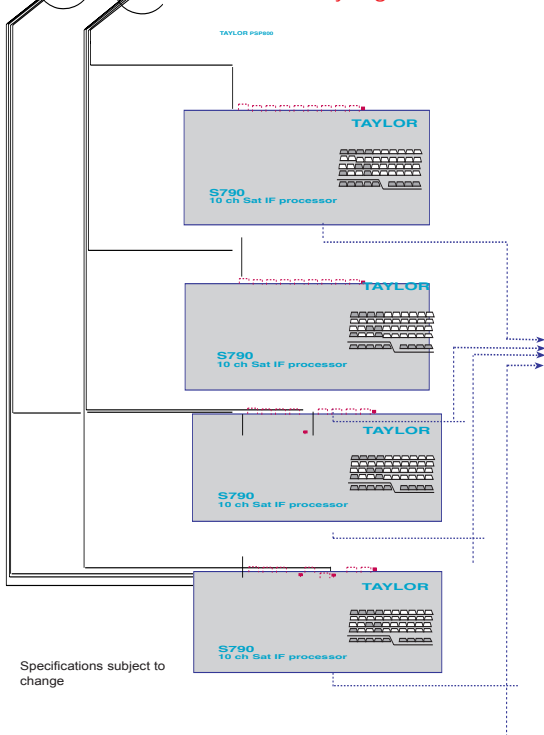 TAYLOR PSP800
TAYLOR
S790
10 ch Sat IF processor
TAYLOR
S790
10 ch Sat IF processor
TAYLOR
S790
10 ch Sat IF processor
TAYLOR
S790
10 ch Sat IF processor
Specifications subject to
change